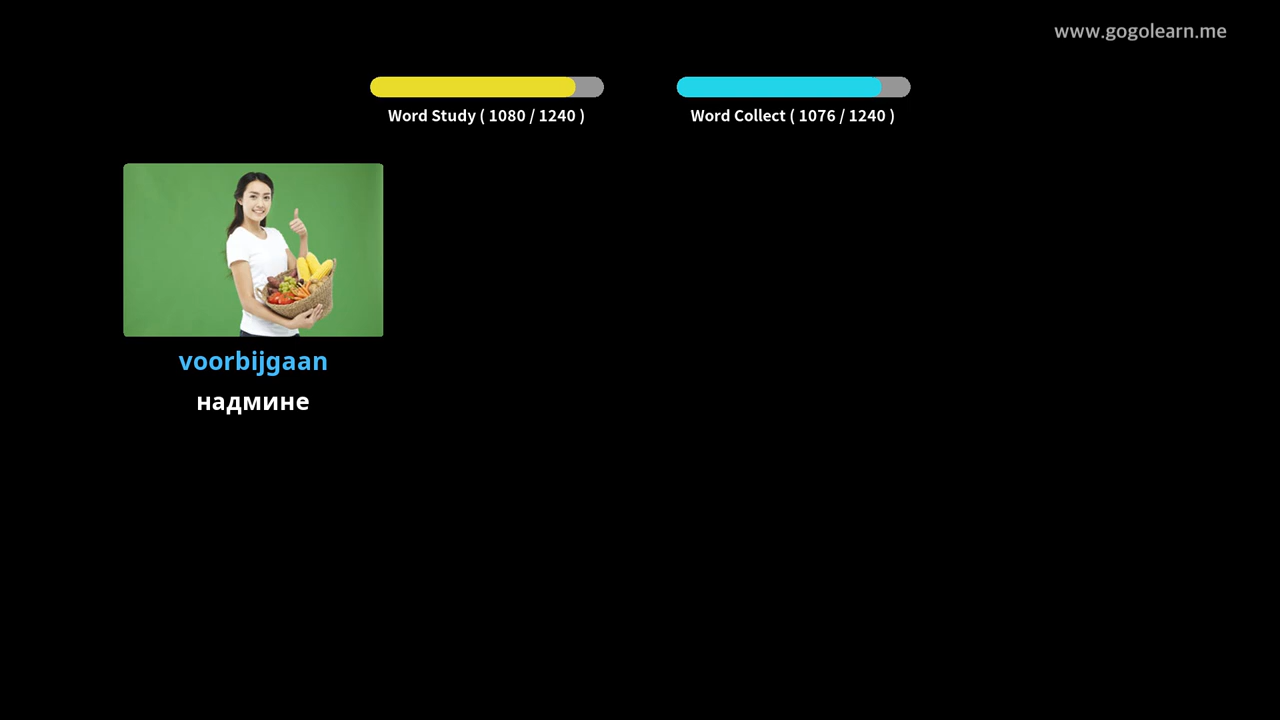 www.gogolearn.me
Word Study ( 1080 / 1240 )
Word Collect ( 1076 / 1240 )
voorbijgaan
надмине